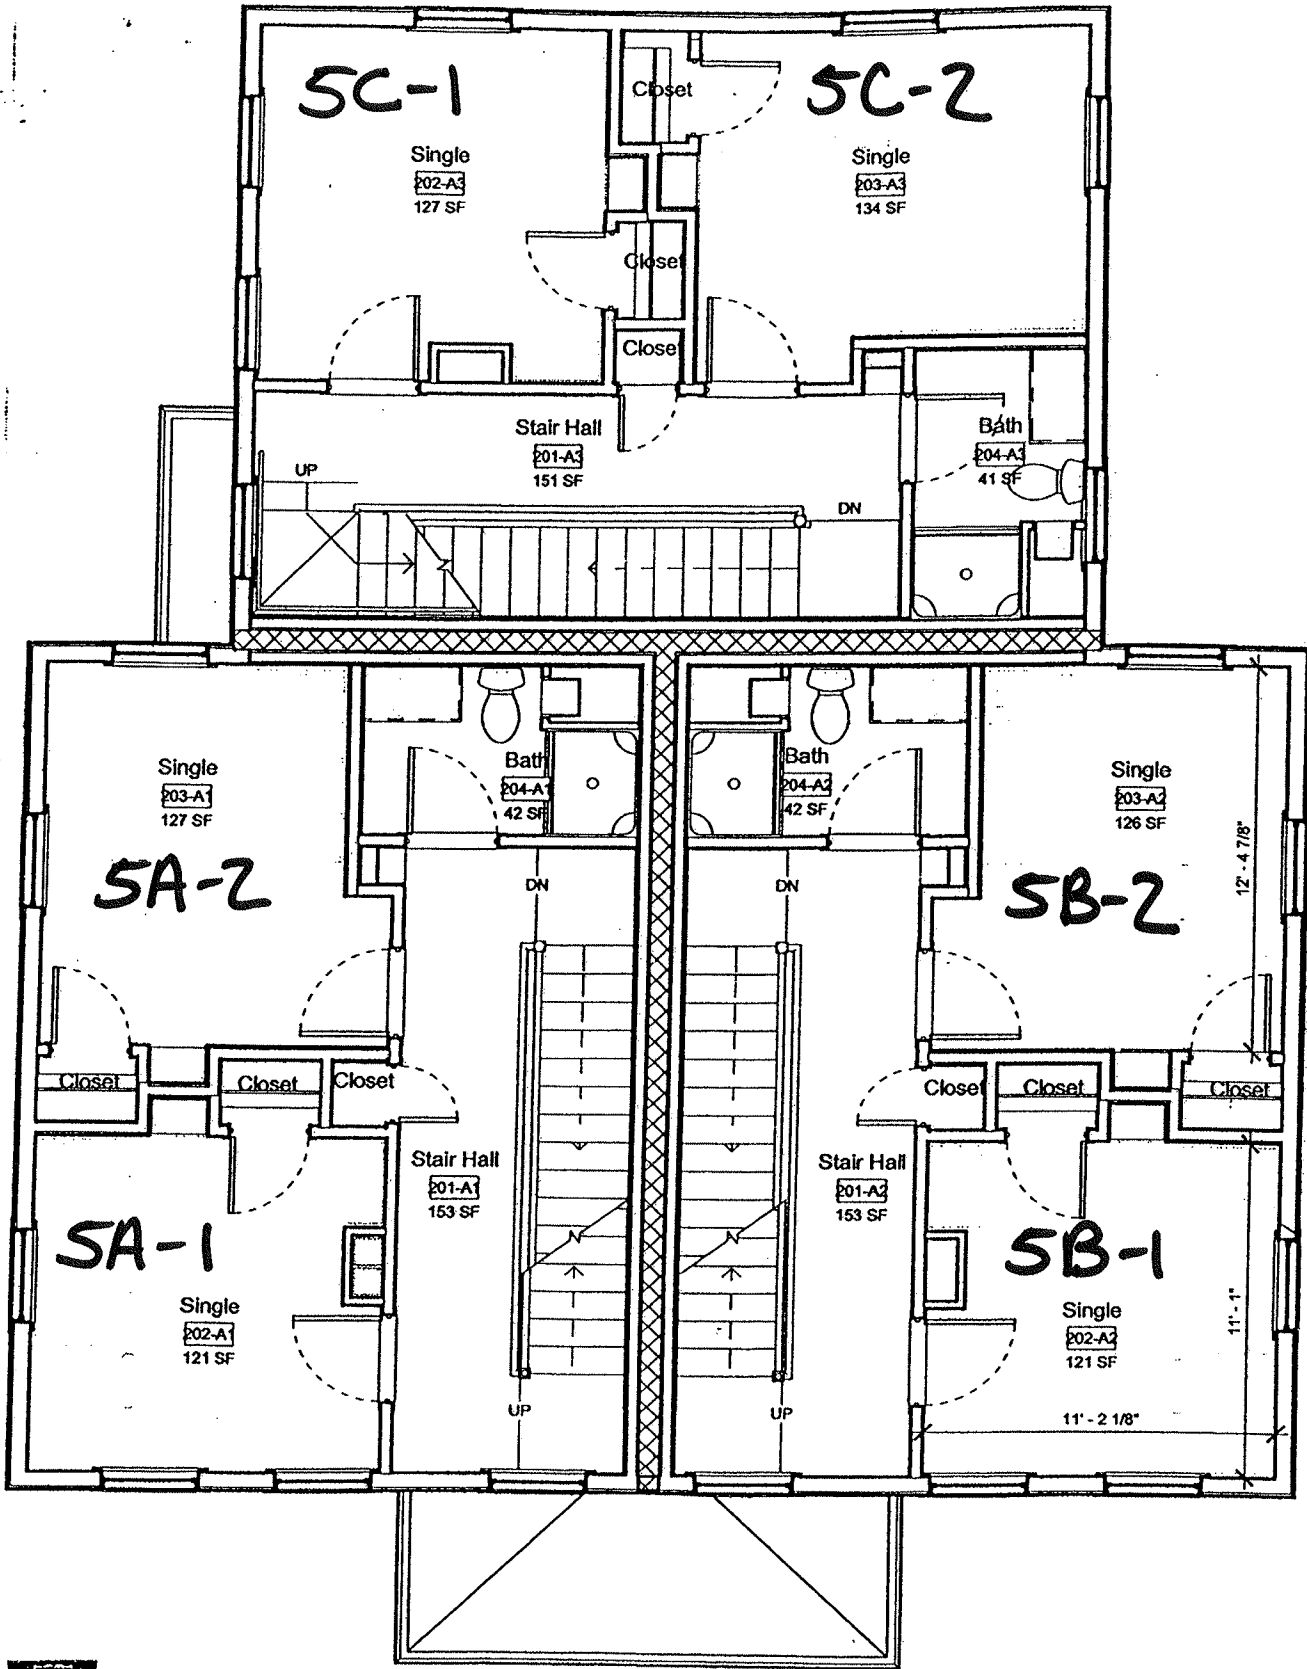 5C-1
Single
202-A3
127 SF
Closet
5C-2
Single
203-A3
134 SF
Closet
Close
Stair Hall
201-A3
151 SF
UP
DN
Bath
204-A3
41 SF
Single
203-A1
127 SF
5A-2
Bath
204-A1
42 SF
DN
Bath
204-A2
42 SF
DN
Single
203-A2
126 SF
5B-2
12' - 4 7/8"
Closet
Closet
Closet
Closet
Closet
Closet
Stair Hall
201-A1
153 SF
Stair Hall
201-A2
153 SF
5A-1
Single
202-A1
121 SF
N
N
5B-1
Single
202-A2
121 SF
11' - 1"
UP
UP
11' - 2 1/8"